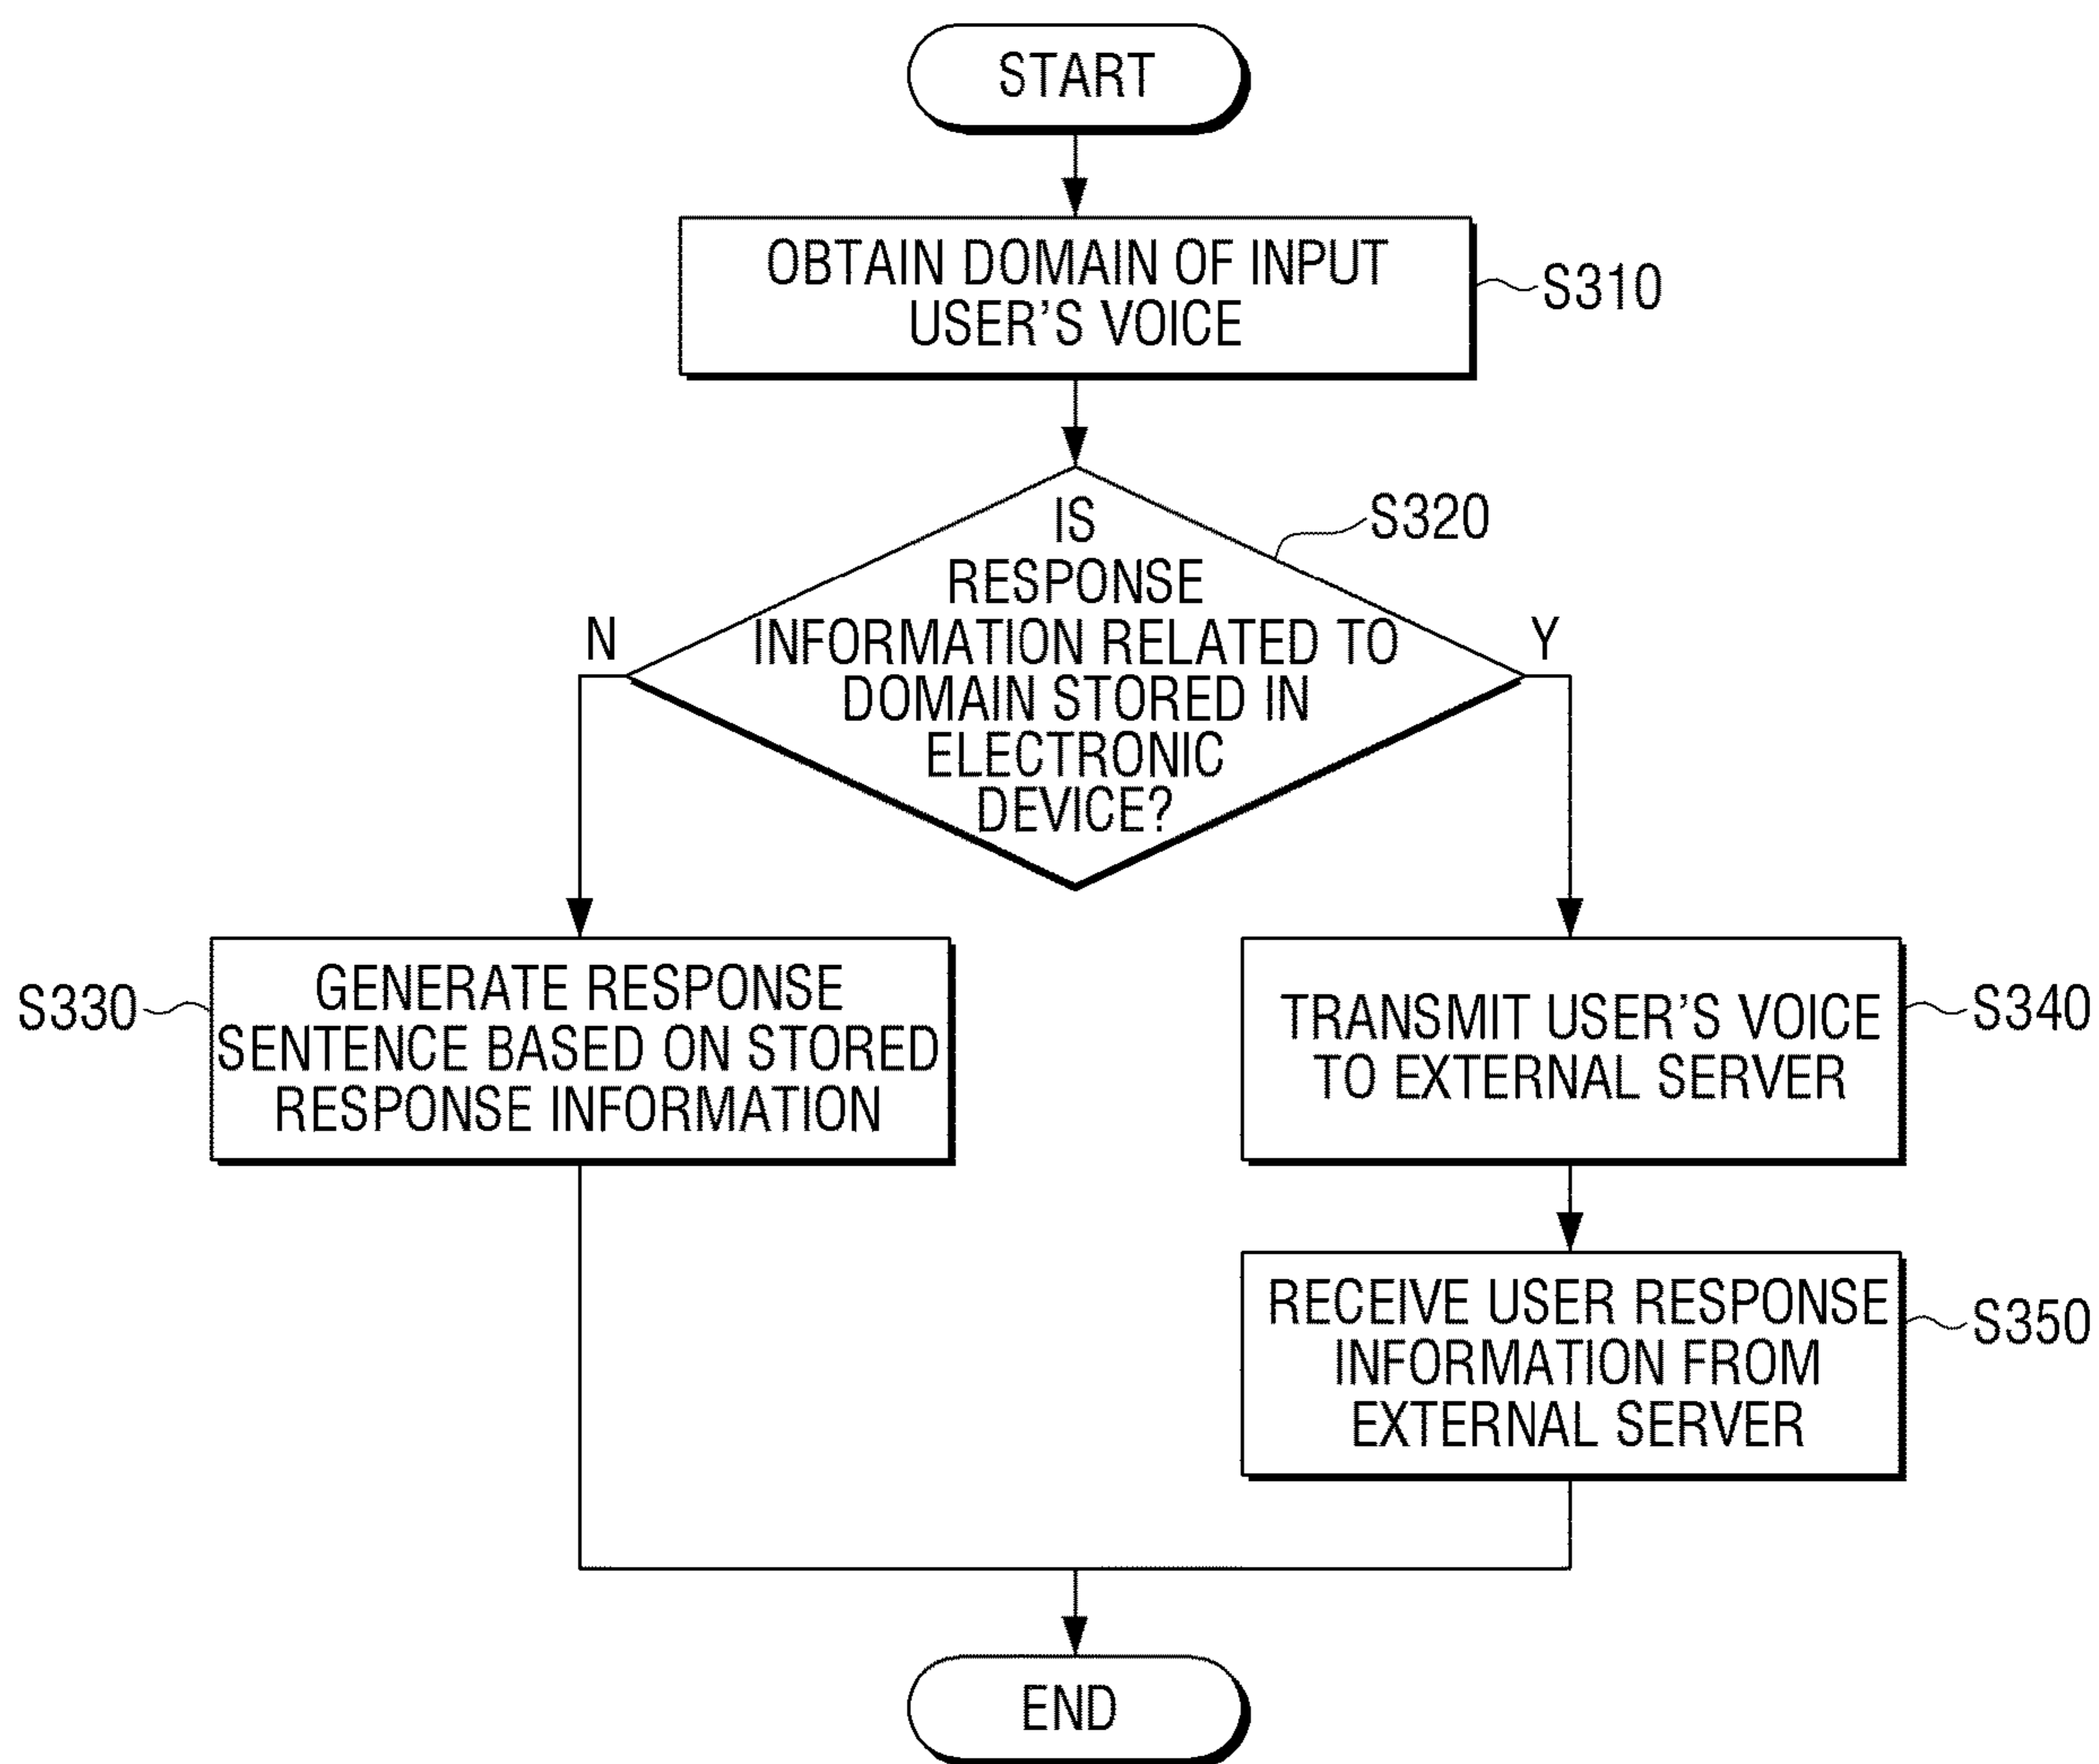 START
OBTAIN DOMAIN OF INPUT
USER'S VOICE
S310
IS
RESPONSE
INFORMATION RELATED TO
DOMAIN STORED IN
ELECTRONIC
DEVICE?
S320
N
Y
GENERATE RESPONSE
SENTENCE BASED ON STORED
RESPONSE INFORMATION
S330
TRANSMIT USER'S VOICE
TO EXTERNAL SERVER
S340
RECEIVE USER RESPONSE
INFORMATION FROM
EXTERNAL SERVER
S350
END